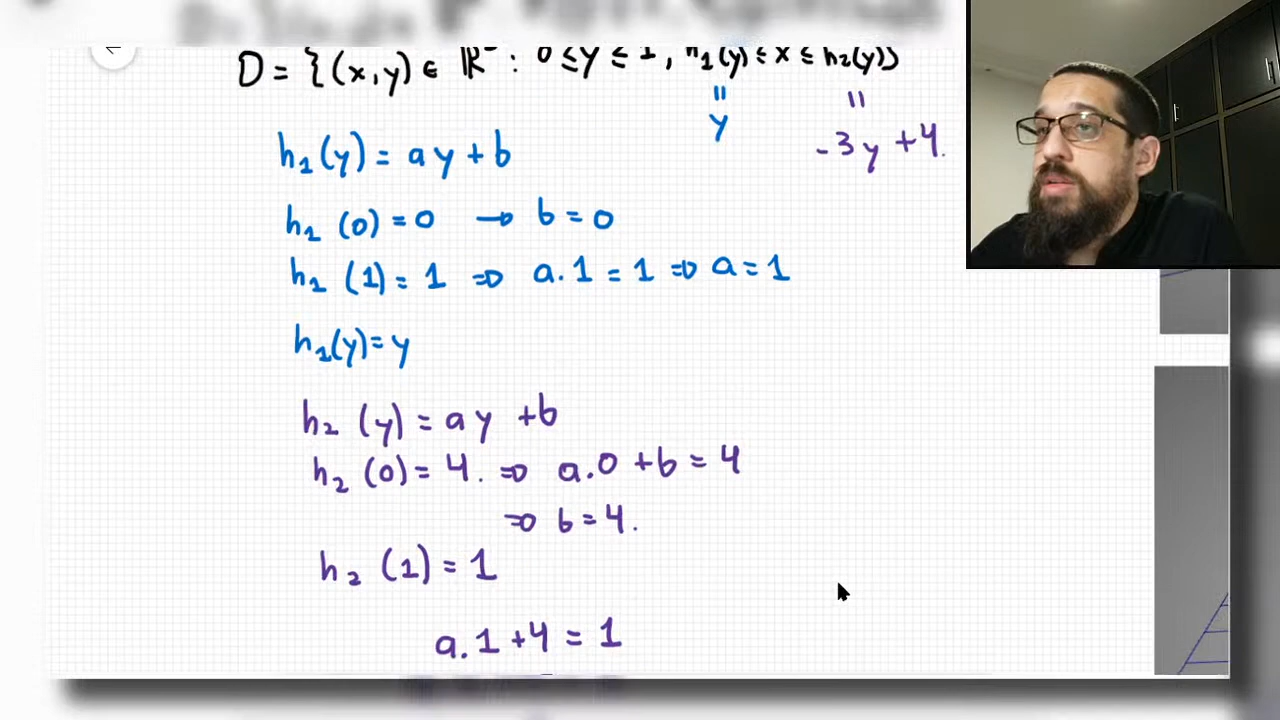 D = {(x,y) ∈ ℝ² : 0 ≤ y ≤ 1, h₁(y) ≤ x ≤ h₂(y)}
"
y
"
-3y + 4.
h₁(y) = ay + b
h₁(0) = 0 → b = 0
h₁(1) = 1 ⇒ a.1 = 1 ⇒ a = 1
h₁(y) = y
h₂(y) = ay + b
h₂(0) = 4. ⇒ a.0 + b = 4
⇒ b = 4.
h₂(1) = 1
a.1 + 4 = 1